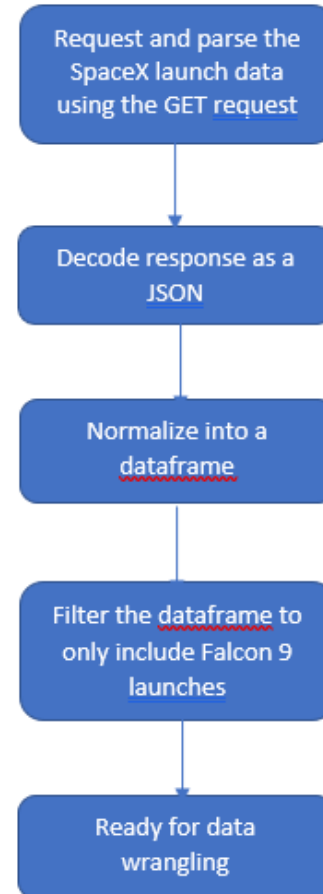 Request and parse the
SpaceX launch data
using the GET request
Decode response as a
JSON
Normalize into a
dataframe
Filter the dataframe to
only include Falcon 9
launches
Ready for data
wrangling